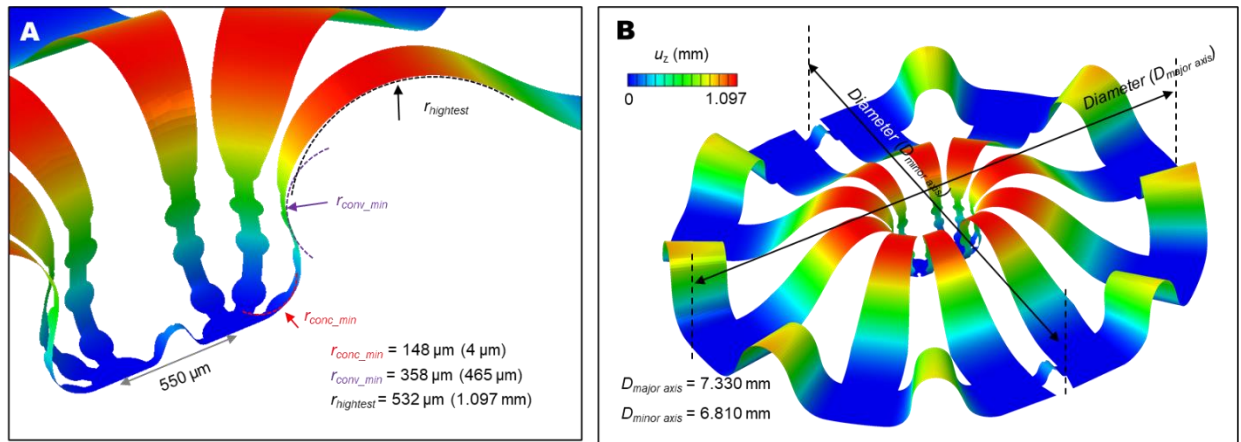 A
r_hightest
r_conv_min
r_conc_min
550 µm
r_conc_min = 148 µm (4 µm)
r_conv_min = 358 µm (465 µm)
r_hightest = 532 µm (1.097 mm)
B
u_z (mm)
0 1.097
Diameter (D_major axis)
Diameter (D_minor axis)
D_major axis = 7.330 mm
D_minor axis = 6.810 mm